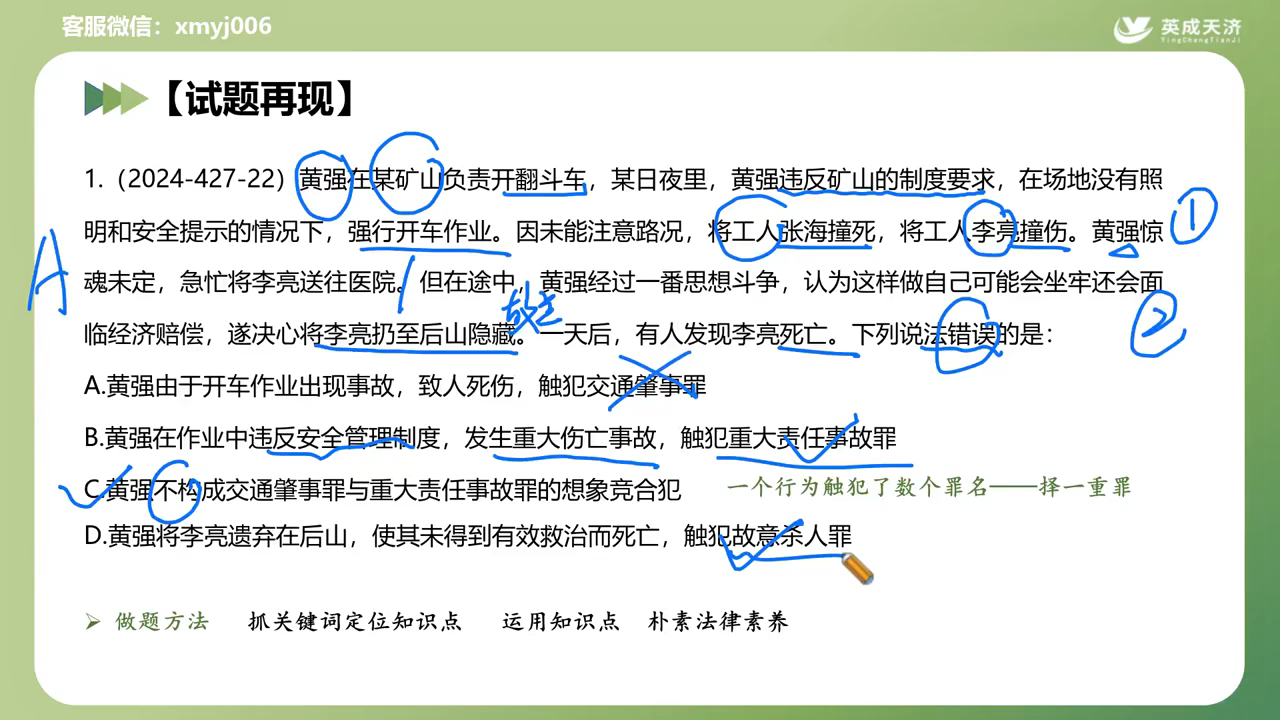 客服微信：xmyj006
英成天济
YingChengTianJi
【试题再现】
1.（2024-427-22）黄强在某矿山负责开翻斗车，某日夜里，黄强违反矿山的制度要求，在场地没有照
明和安全提示的情况下，强行开车作业。因未能注意路况，将工人张海撞死，将工人李亮撞伤。黄强惊
①
魂未定，急忙将李亮送往医院。但在途中，黄强经过一番思想斗争，认为这样做自己可能会坐牢还会面
A
故意
临经济赔偿，遂决心将李亮扔至后山隐藏。一天后，有人发现李亮死亡。下列说法错误的是：
②
A.黄强由于开车作业出现事故，致人死伤，触犯交通肇事罪
B.黄强在作业中违反安全管理制度，发生重大伤亡事故，触犯重大责任事故罪
C.黄强不构成交通肇事罪与重大责任事故罪的想象竞合犯
一个行为触犯了数个罪名——择一重罪
D.黄强将李亮遗弃在后山，使其未得到有效救治而死亡，触犯故意杀人罪
做题方法 抓关键词定位知识点 运用知识点 朴素法律素养